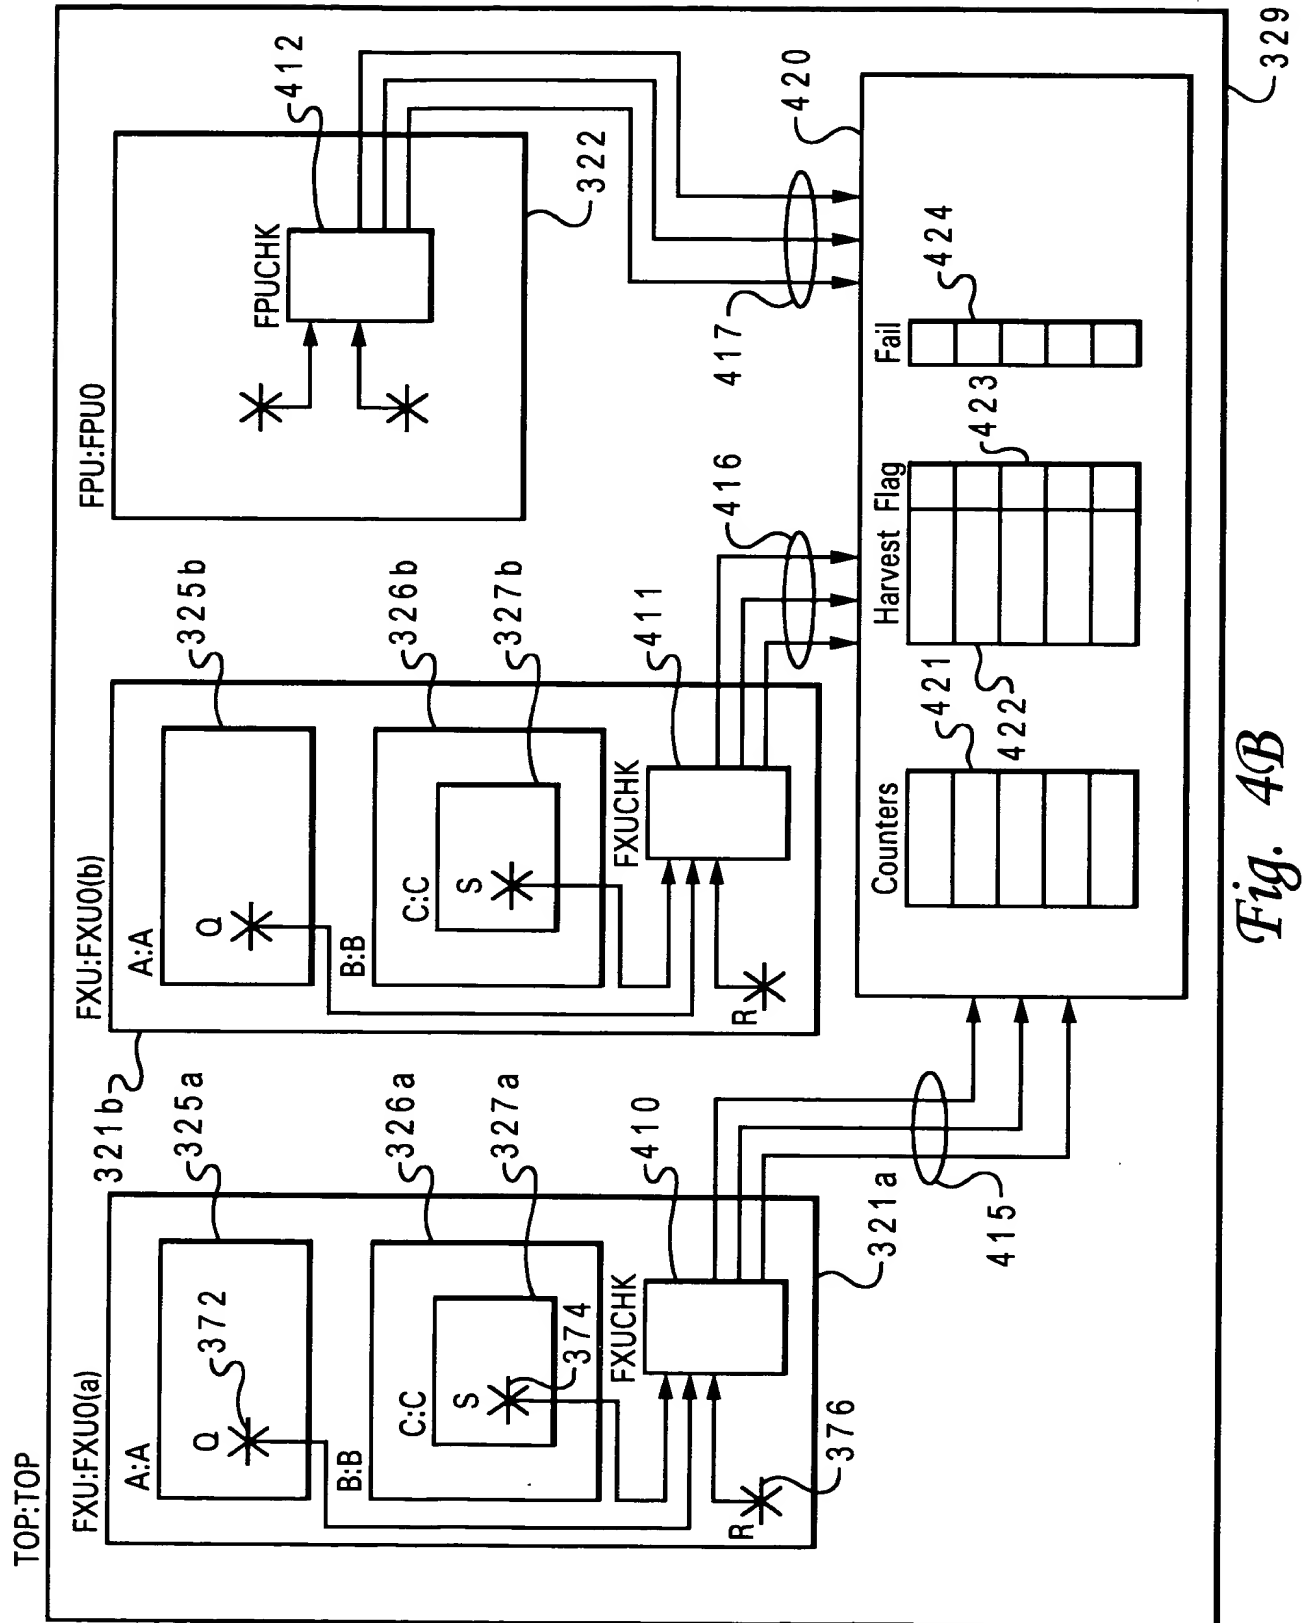 TOP:TOP
FXU:FXU0(a)
A:A
Q
372
325a
B:B
C:C
S
374
326a
327a
FXUCHK
410
R
376
321a
415
321b
FXU:FXU0(b)
A:A
Q
325b
B:B
C:C
S
326b
327b
FXUCHK
411
R
416
FPU:FPU0
FPUCHK
412
322
417
420
Counters
421
422
Harvest Flag
423
Fail
424
329
Fig. 4B